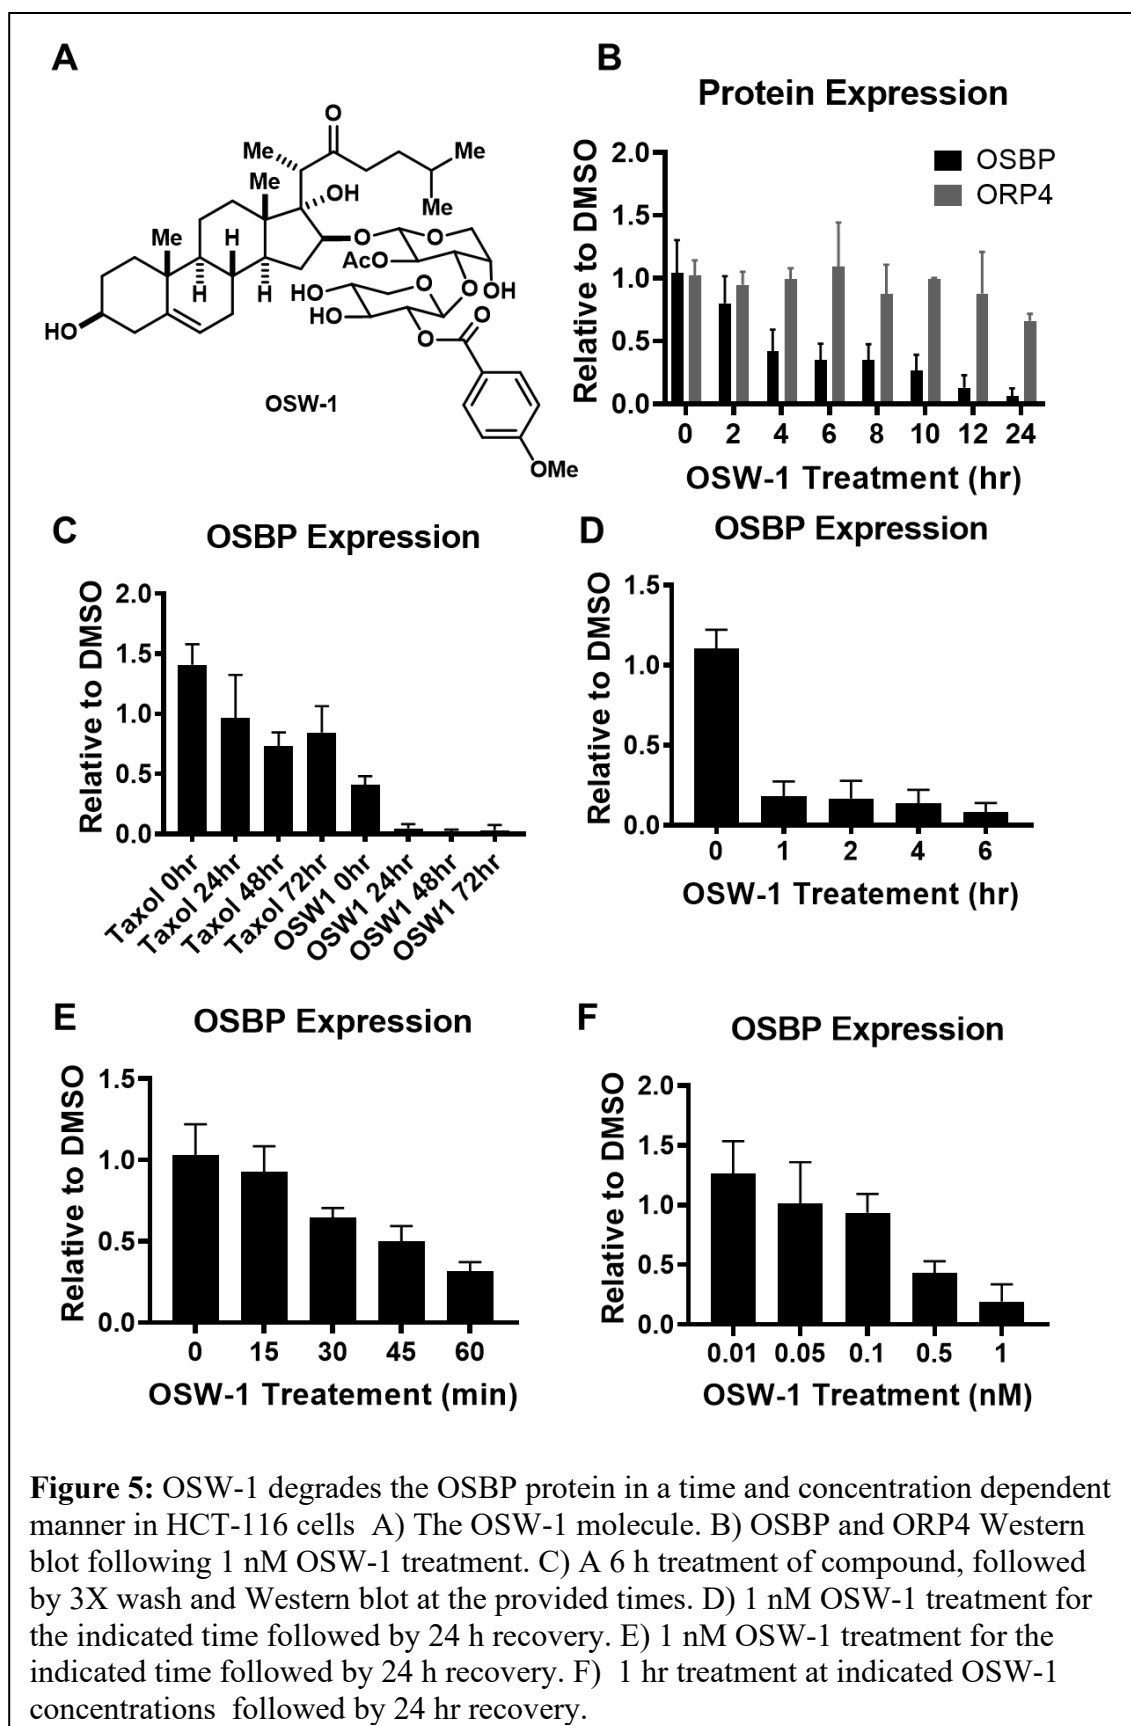 A
O
Me
Me
Me
OH
Me
Me
H
O
O
AcO
O
OH
H
H
HO
O
O
HO
HO
O
O
OSW-1
OMe
B
Protein Expression
OSBP
ORP4
Relative to DMSO
2.0
1.5
1.0
0.5
0.0
0 2 4 6 8 10 12 24
OSW-1 Treatment (hr)
C
OSBP Expression
Relative to DMSO
2.0
1.5
1.0
0.5
0.0
Taxol 0hr
Taxol 24hr
Taxol 48hr
Taxol 72hr
OSW1 0hr
OSW1 24hr
OSW1 48hr
OSW1 72hr
D
OSBP Expression
Relative to DMSO
1.5
1.0
0.5
0.0
0 1 2 4 6
OSW-1 Treatement (hr)
E
OSBP Expression
Relative to DMSO
1.5
1.0
0.5
0.0
0 15 30 45 60
OSW-1 Treatement (min)
F
OSBP Expression
Relative to DMSO
2.0
1.5
1.0
0.5
0.0
0.01 0.05 0.1 0.5 1
OSW-1 Treatment (nM)
Figure 5: OSW-1 degrades the OSBP protein in a time and concentration dependent
manner in HCT-116 cells A) The OSW-1 molecule. B) OSBP and ORP4 Western
blot following 1 nM OSW-1 treatment. C) A 6 h treatment of compound, followed
by 3X wash and Western blot at the provided times. D) 1 nM OSW-1 treatment for
the indicated time followed by 24 h recovery. E) 1 nM OSW-1 treatment for the
indicated time followed by 24 h recovery. F) 1 hr treatment at indicated OSW-1
concentrations followed by 24 hr recovery.